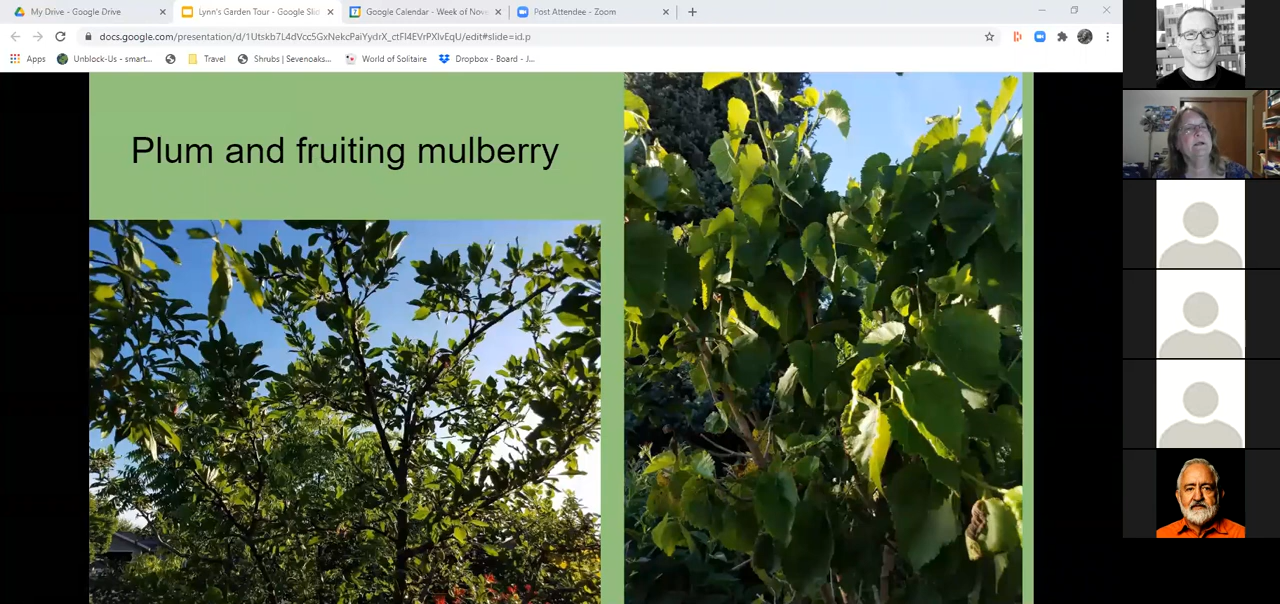 My Drive - Google Drive
Lynn's Garden Tour - Google Slid
Google Calendar - Week of Nove
Post Attendee - Zoom
docs.google.com/presentation/d/1Utskb7L4dVcc5GxNekcPaiYydrX_ctFl4EVrPXlvEqU/edit#slide=id.p
Apps
Unblock-Us - smart...
Travel
Shrubs | Sevenoaks...
World of Solitaire
Dropbox - Board - J...
Plum and fruiting mulberry